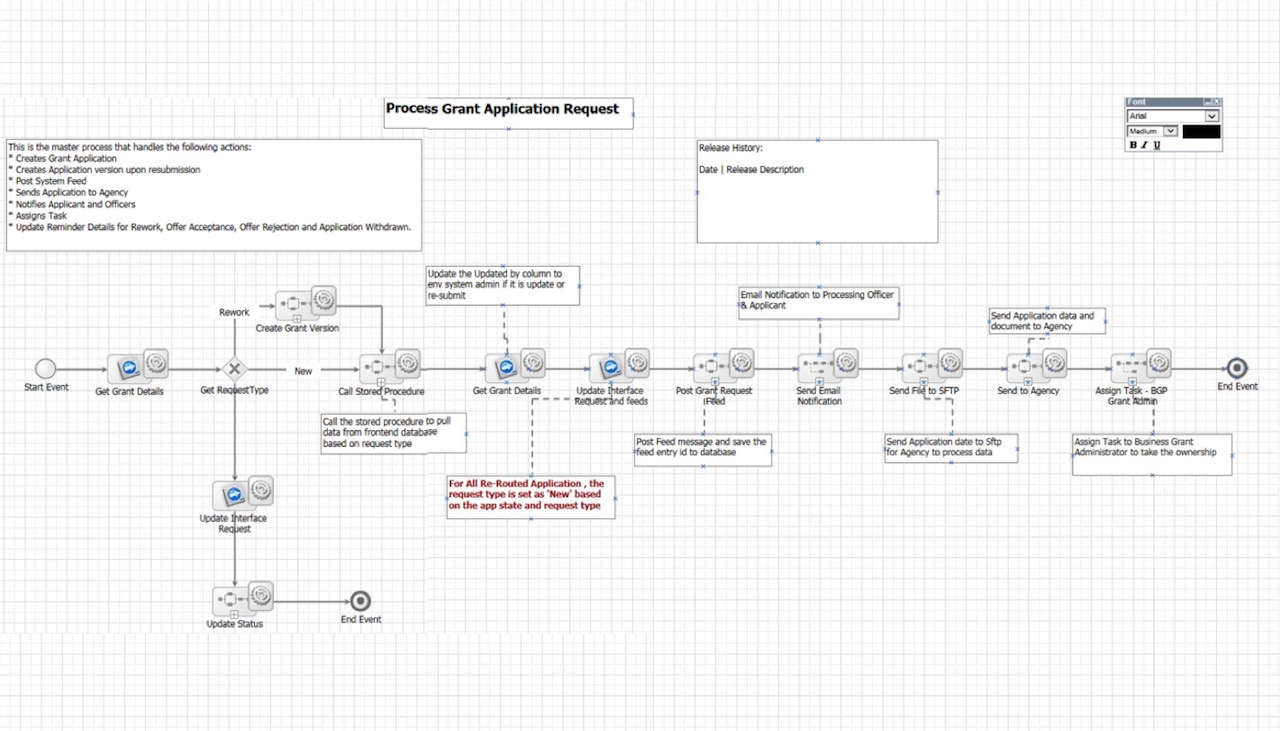 Process Grant Application Request
Font
Arial
Medium
B I U
This is the master process that handles the following actions:
* Creates Grant Application
* Creates Application version upon resubmission
* Post System Feed
* Sends Application to Agency
* Notifies Applicant and Officers
* Assigns Task
* Update Reminder Details for Rework, Offer Acceptance, Offer Rejection and Application Withdrawn.
Release History:
Date | Release Description
Update the Updated by column to
env system admin if it is update or
re-submit
Email Notification to Processing Officer
& Applicant
Send Application data and
document to Agency
Rework
Create Grant Version
Start Event
Get Grant Details
Get RequestType
New
Call Stored Procedure
Get Grant Details
Update Interface
Request and feeds
Post Grant Request
iFeed
Send Email
Notification
Send File to SFTP
Send to Agency
Assign Task - BGP
Grant Admin
End Event
Call the stored procedure to pull
data from frontend database
based on request type
Post Feed message and save the
feed entry id to database
Send Application date to Sftp
for Agency to process data
Assign Task to Business Grant
Administrator to take the ownership
For All Re-Routed Application , the
request type is set as 'New' based
on the app state and request type
Update Interface
Request
Update Status
End Event